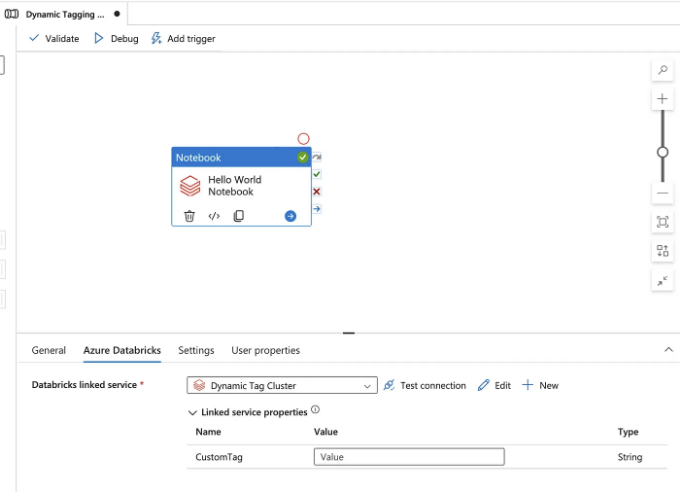 Dynamic Tagging ...
Validate Debug Add trigger
Notebook
Hello World
Notebook
General Azure Databricks Settings User properties
Databricks linked service * Dynamic Tag Cluster Test connection Edit New
Linked service properties
Name Value Type
CustomTag Value String